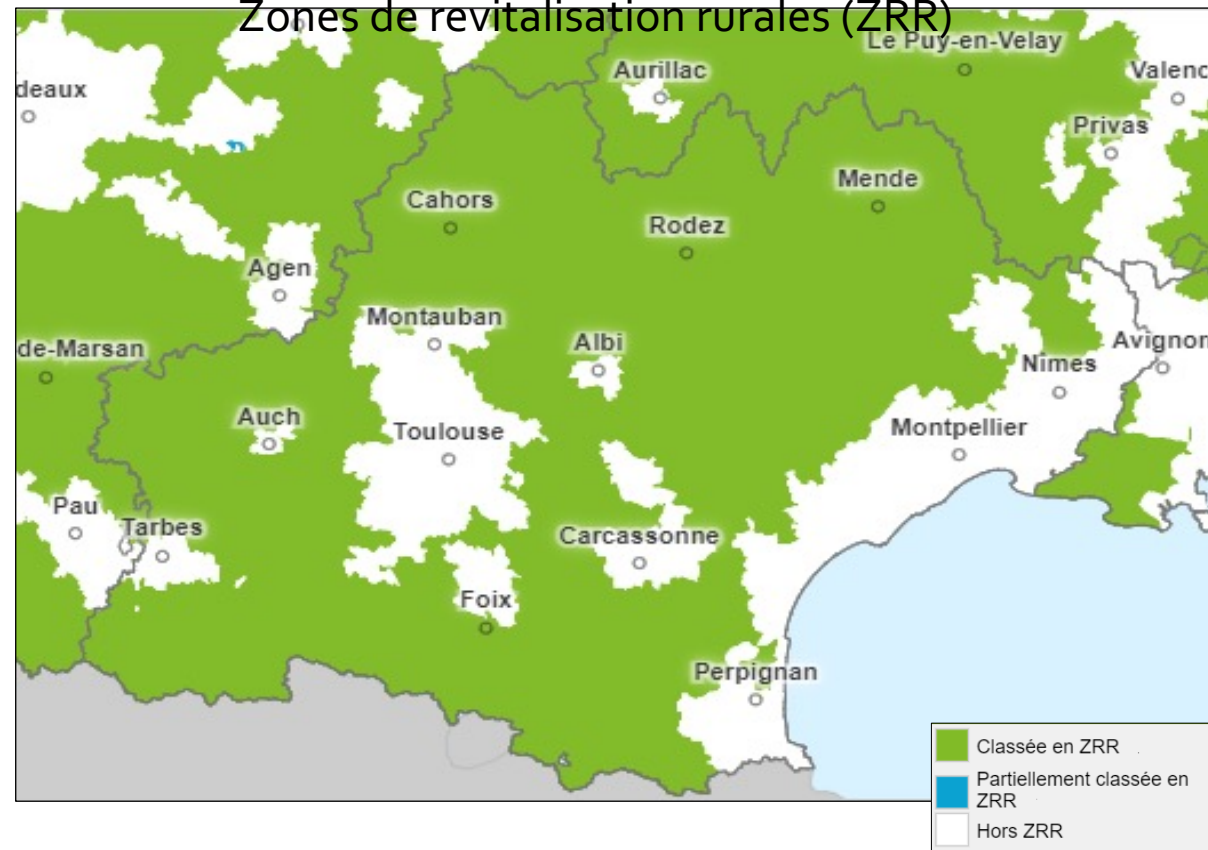 Zones de revitalisation rurales (ZRR)
Le Puy-en-Velay
Aurillac
Valenc
deaux
Privas
Mende
Cahors
Rodez
Agen
Montauban
Albi
Avignon
de-Marsan
Nîmes
Auch
Toulouse
Montpellier
Pau
Tarbes
Carcassonne
Foix
Perpignan
Classée en ZRR
Partiellement classée en
ZRR
Hors ZRR